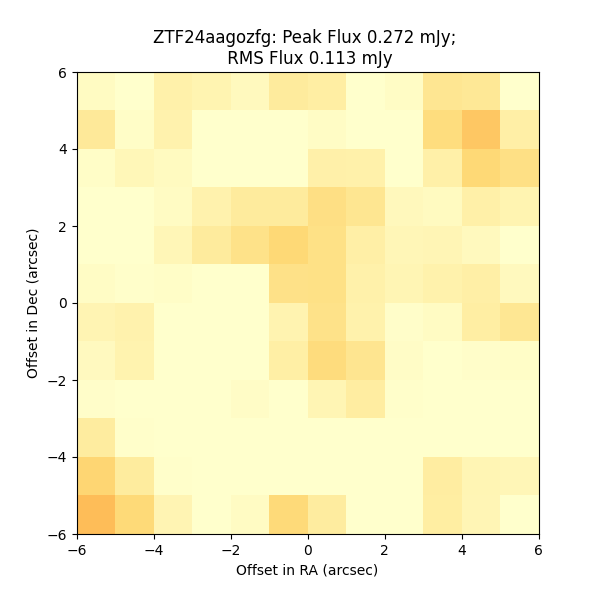 ZTF24aagozfg: Peak Flux 0.272 mJy;
RMS Flux 0.113 mJy
6
4
2
0
−2
−4
−6
Offset in Dec (arcsec)
−6 −4 −2 0 2 4 6
Offset in RA (arcsec)